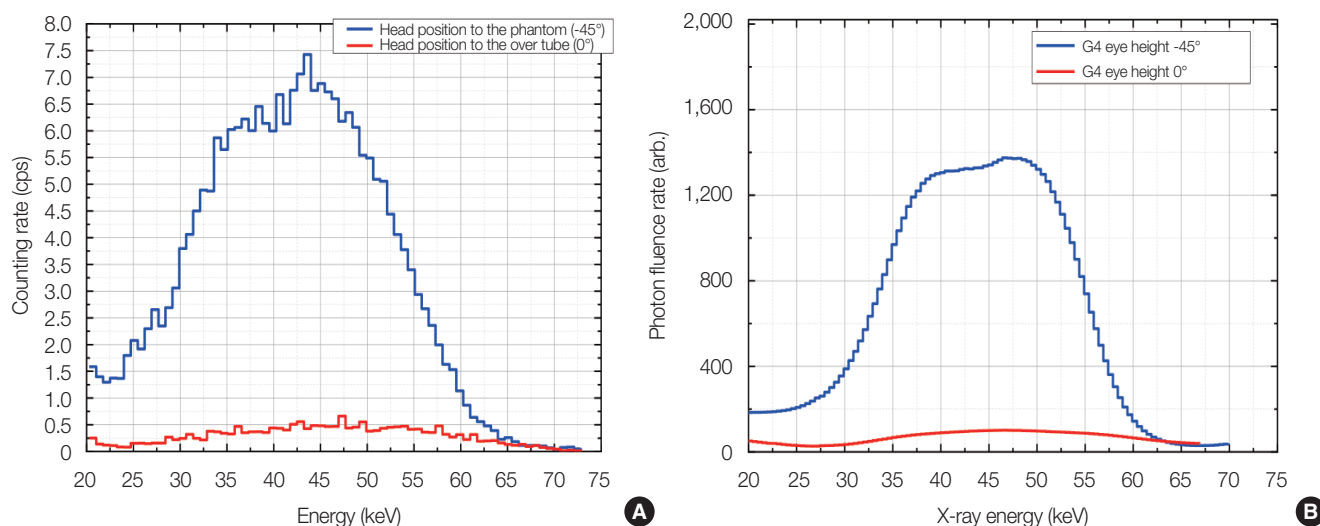 Head position to the phantom (-45°)
Head position to the over tube (0°)
8.0
7.5
7.0
6.5
6.0
5.5
5.0
4.5
4.0
3.5
3.0
2.5
2.0
1.5
1.0
0.5
0
Counting rate (cps)
20 25 30 35 40 45 50 55 60 65 70 75
Energy (keV)
A
G4 eye height -45°
G4 eye height 0°
2,000
1,600
1,200
800
400
0
Photon fluence rate (arb.)
20 25 30 35 40 45 50 55 60 65 70 75
X-ray energy (keV)
B